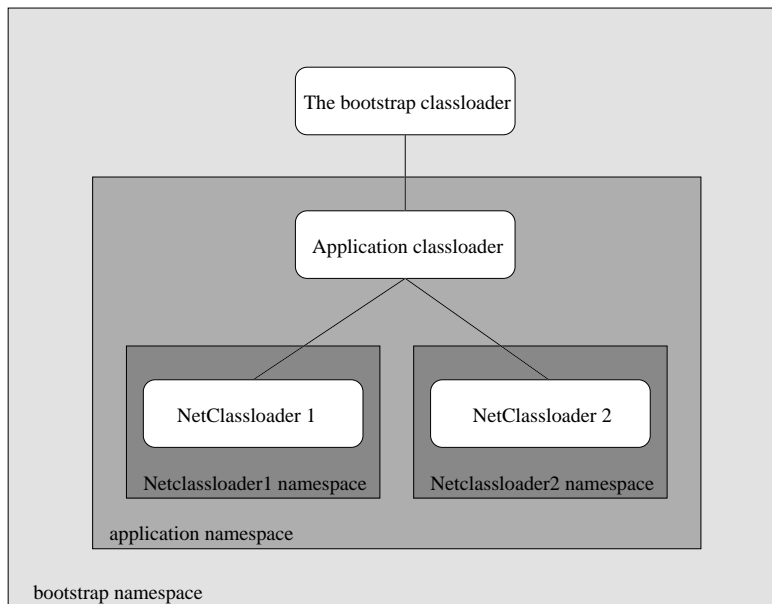 The bootstrap classloader
Application classloader
NetClassloader 1
NetClassloader 2
Netclassloader1 namespace
Netclassloader2 namespace
application namespace
bootstrap namespace